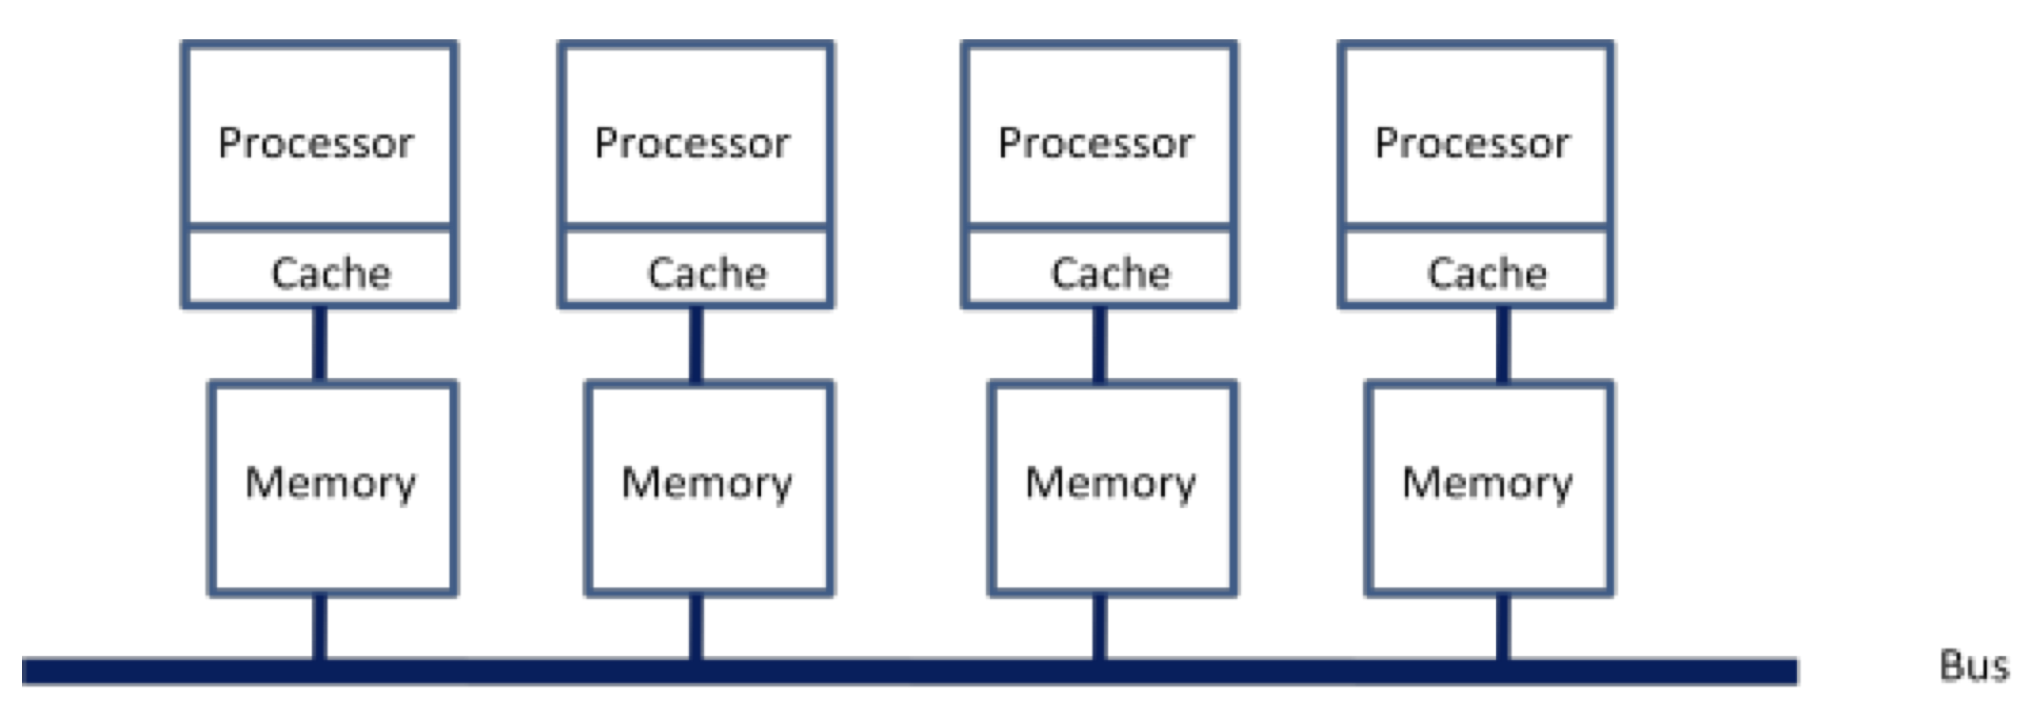 Processor Processor Processor Processor
Cache Cache Cache Cache
Memory Memory Memory Memory
Bus